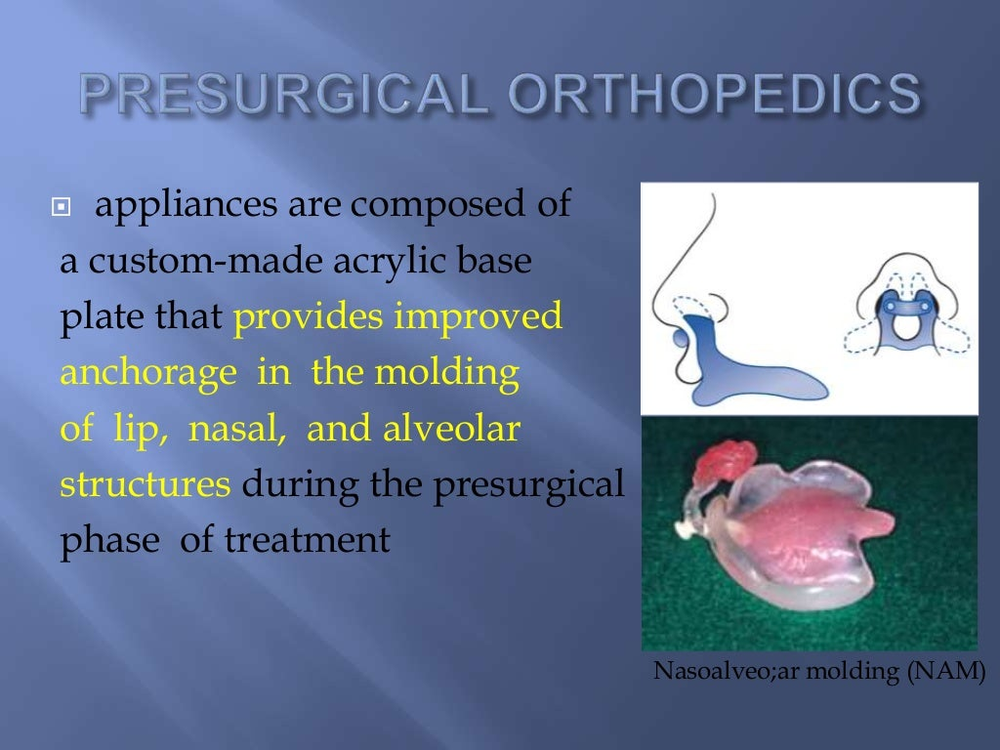 PRESURGICAL ORTHOPEDICS
appliances are composed of
a custom-made acrylic base
plate that provides improved
anchorage in the molding
of lip, nasal, and alveolar
structures during the presurgical
phase of treatment
Nasoalveo;ar molding (NAM)